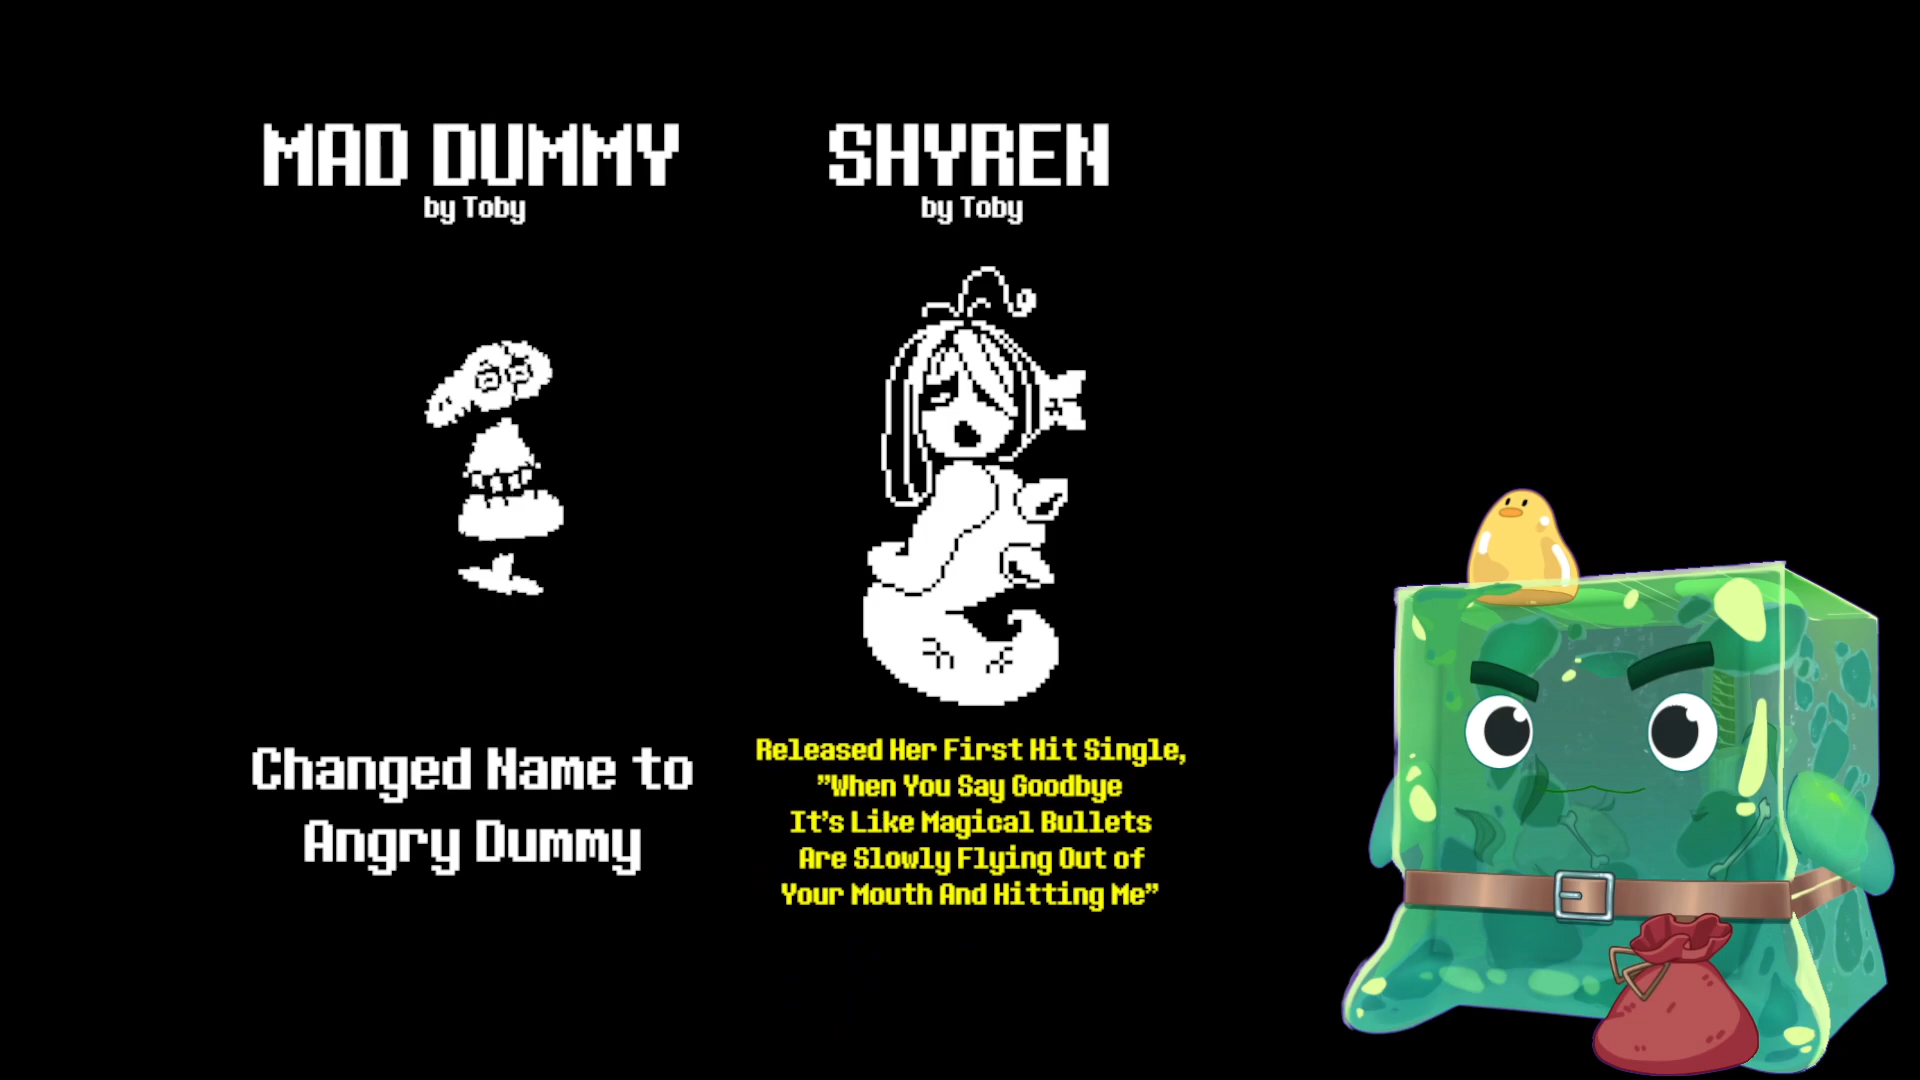 MAD DUMMY
by Toby
Changed Name to
Angry Dummy
SHYREN
by Toby
Released Her First Hit Single,
"When You Say Goodbye
It's Like Magical Bullets
Are Slowly Flying Out of
Your Mouth And Hitting Me"